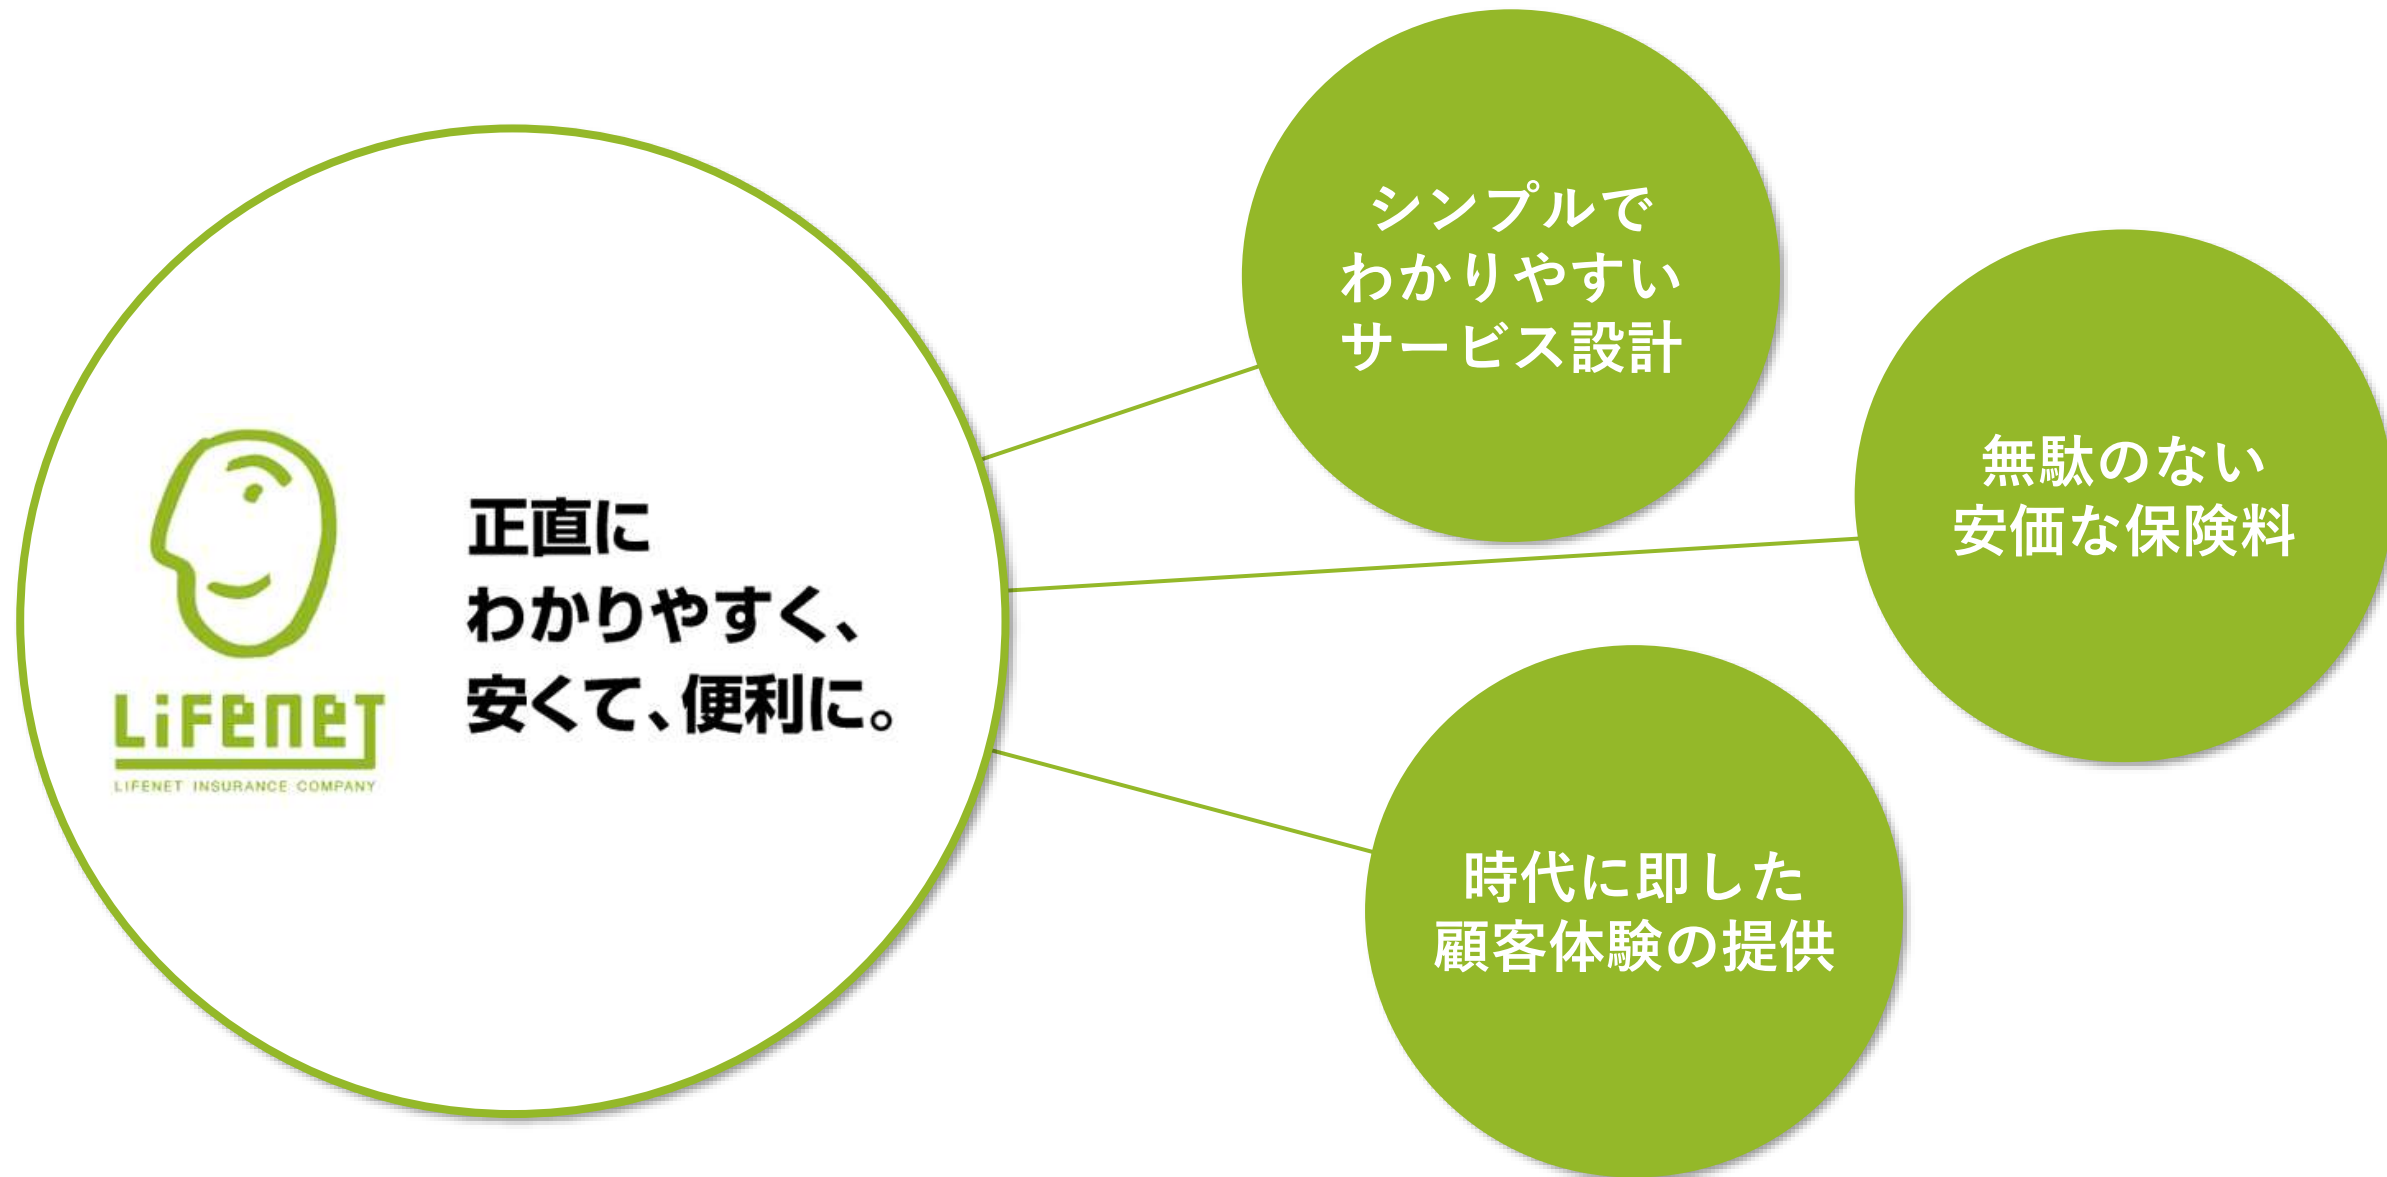 LIFENET
LIFENET INSURANCE COMPANY
正直に
わかりやすく、
安くて、便利に。
シンプルで
わかりやすい
サービス設計
無駄のない
安価な保険料
時代に即した
顧客体験の提供